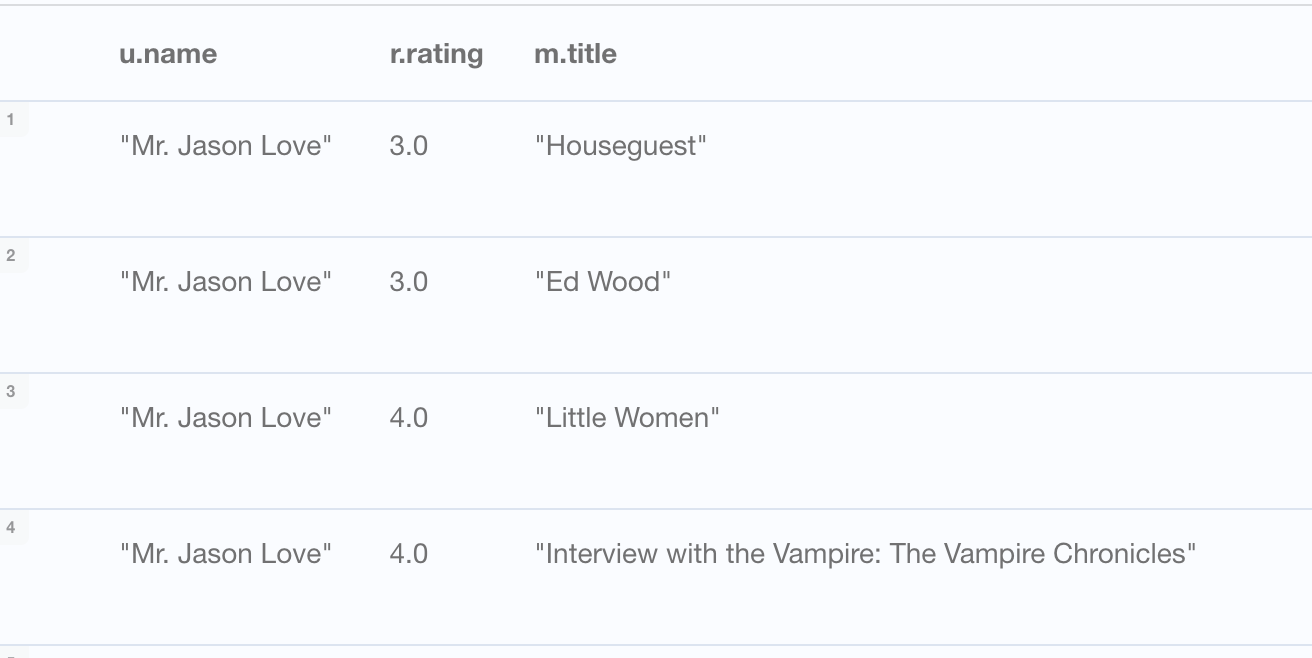 u.name r.rating m.title
1
"Mr. Jason Love" 3.0 "Houseguest"
2
"Mr. Jason Love" 3.0 "Ed Wood"
3
"Mr. Jason Love" 4.0 "Little Women"
4
"Mr. Jason Love" 4.0 "Interview with the Vampire: The Vampire Chronicles"